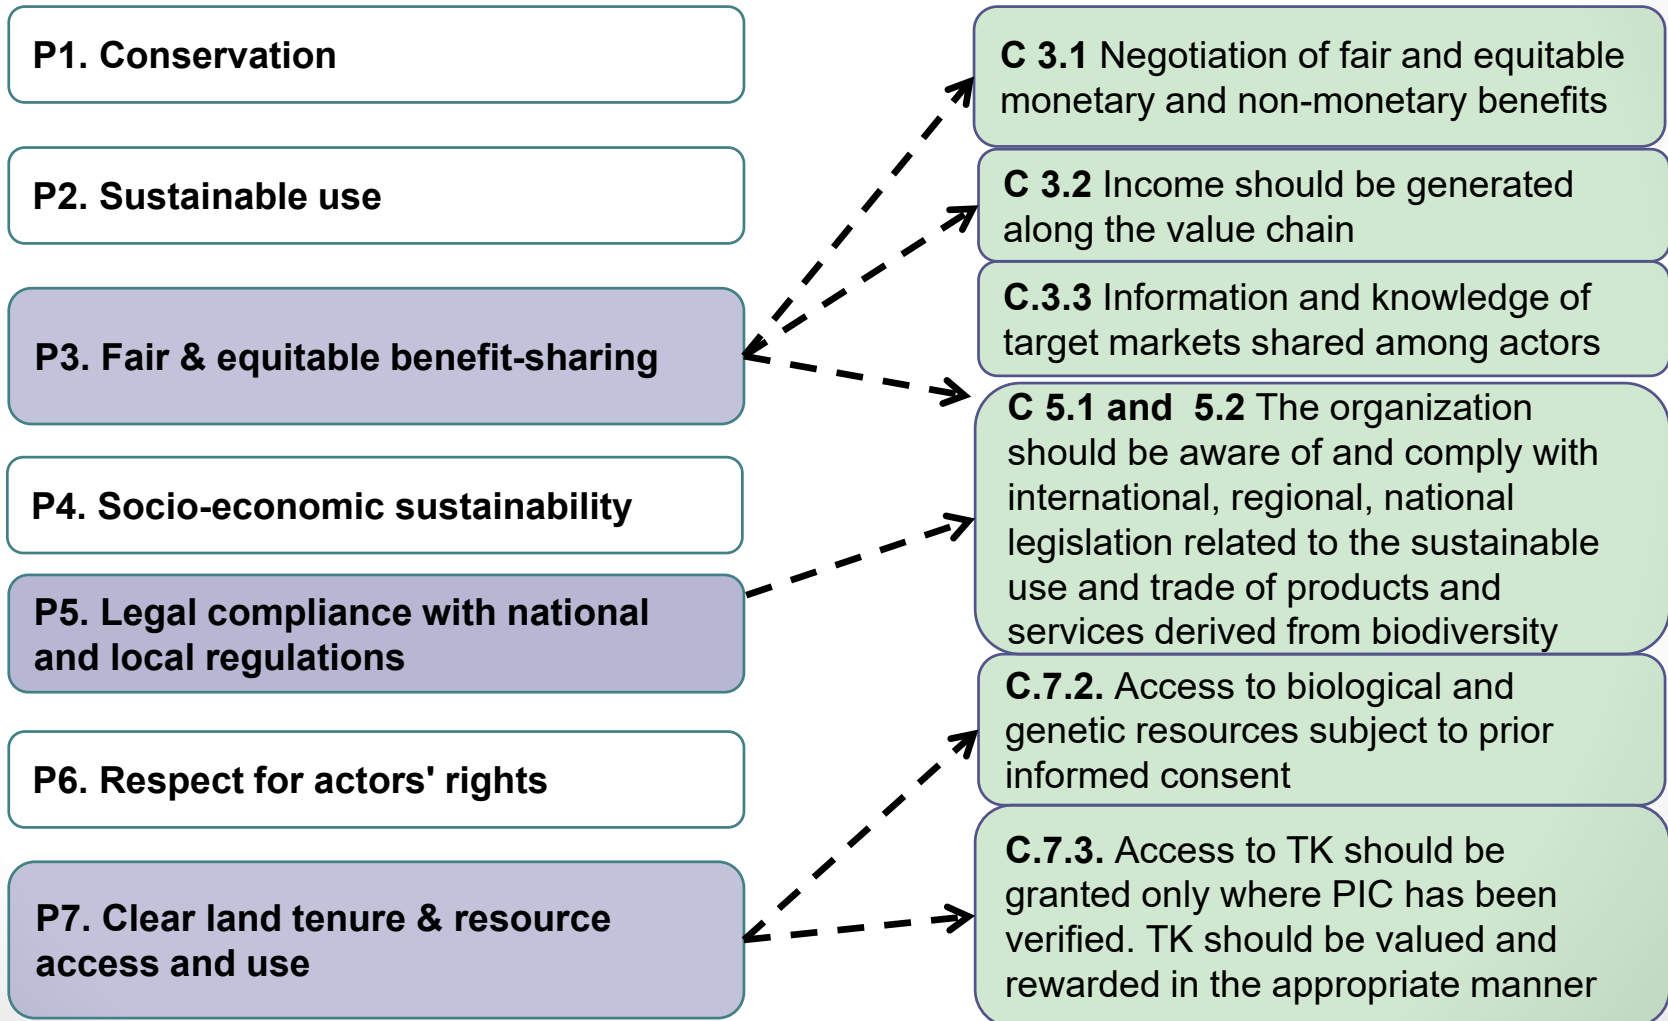 P1. Conservation
P2. Sustainable use
P3. Fair & equitable benefit-sharing
P4. Socio-economic sustainability
P5. Legal compliance with national
and local regulations
P6. Respect for actors' rights
P7. Clear land tenure & resource
access and use
C 3.1 Negotiation of fair and equitable
monetary and non-monetary benefits
C 3.2 Income should be generated
along the value chain
C.3.3 Information and knowledge of
target markets shared among actors
C 5.1 and  5.2 The organization
should be aware of and comply with
international, regional, national
legislation related to the sustainable
use and trade of products and
services derived from biodiversity
C.7.2. Access to biological and
genetic resources subject to prior
informed consent
C.7.3. Access to TK should be
granted only where PIC has been
verified. TK should be valued and
rewarded in the appropriate manner